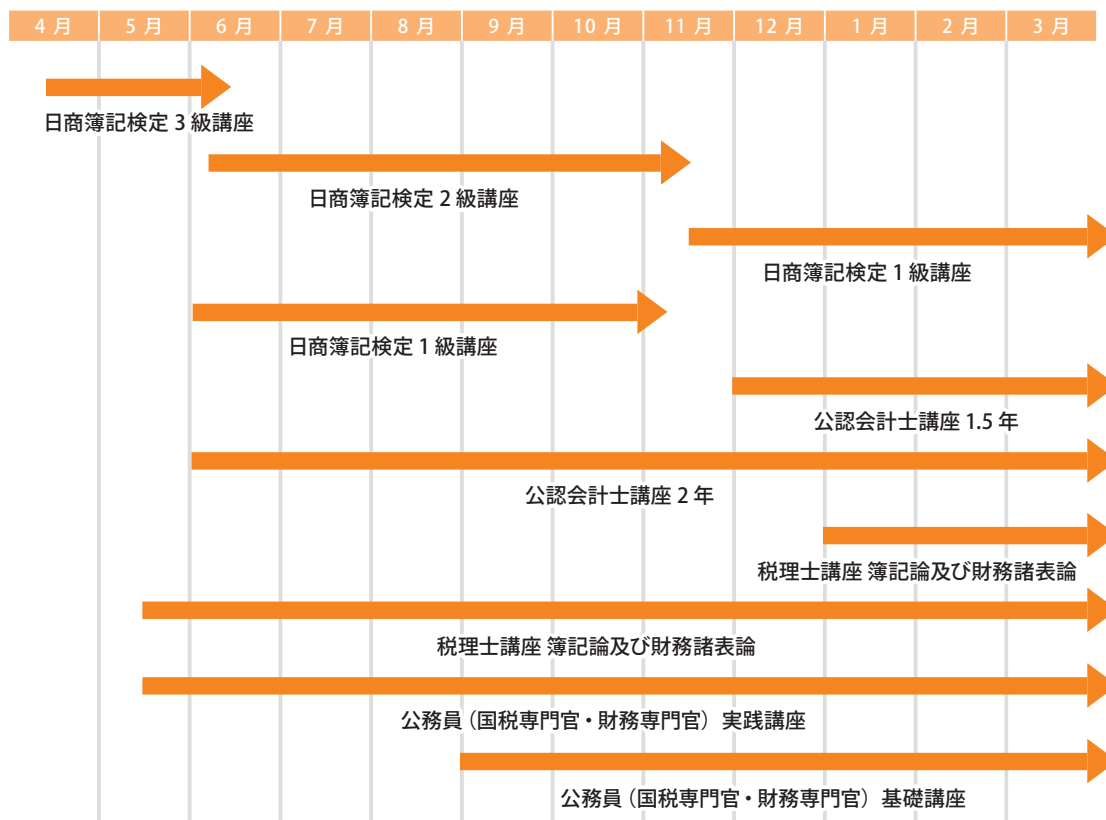 4 月 5 月 6 月 7 月 8 月 9 月 10 月 11 月 12 月 1 月 2 月 3 月
日商簿記検定 3 級講座
日商簿記検定 2 級講座
日商簿記検定 1 級講座
日商簿記検定 1 級講座
公認会計士講座 1.5 年
公認会計士講座 2 年
税理士講座 簿記論及び財務諸表論
税理士講座 簿記論及び財務諸表論
公務員（国税専門官・財務専門官）実践講座
公務員（国税専門官・財務専門官）基礎講座